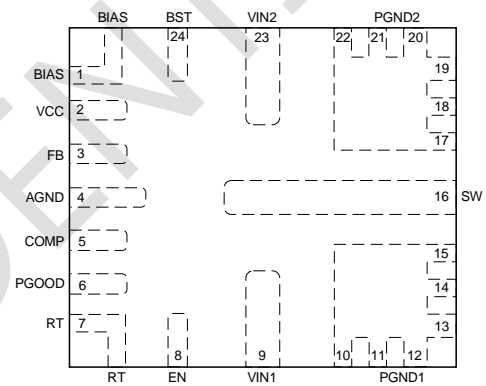 BIAS BST VIN2 PGND2
24 23 22 21 20
BIAS 1 19
VCC 2 18
FB 3 17
AGND 4 16 SW
COMP 5 15
PGOOD 6 14
RT 7 13
8 9 10 11 12
RT EN VIN1 PGND1